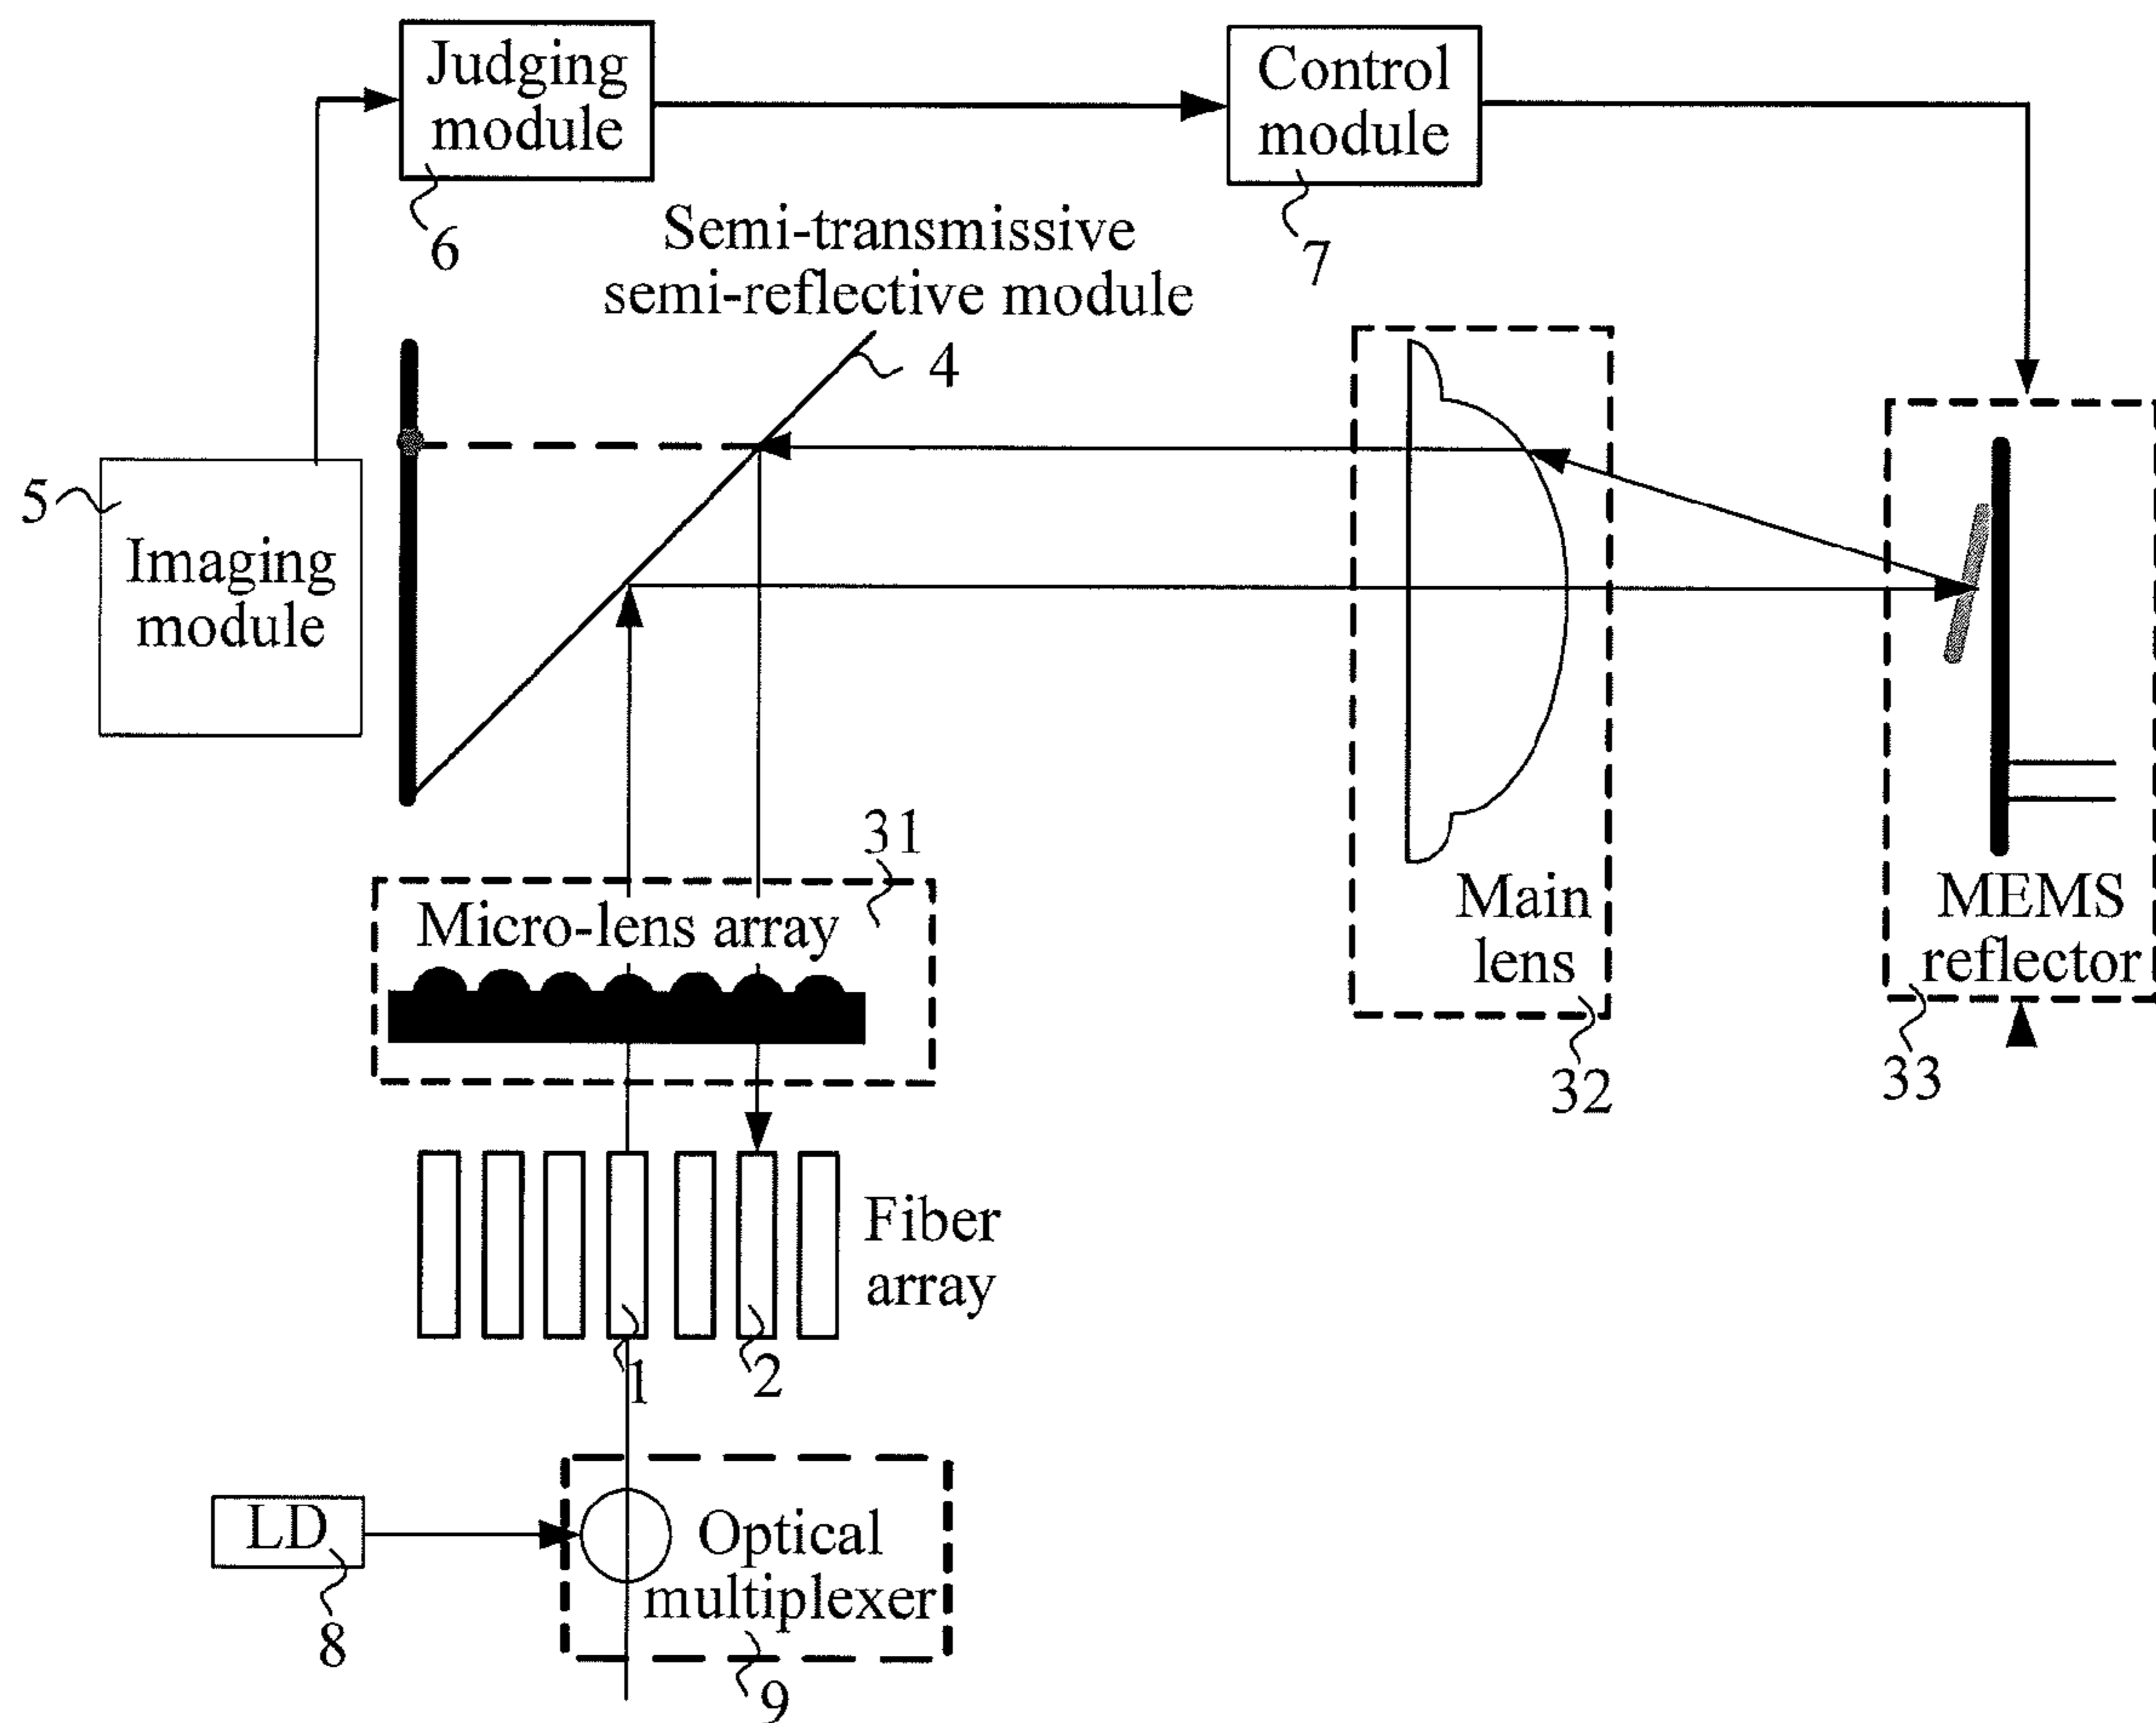 Judging
module
6
Control
module
7
Semi-transmissive
semi-reflective module
4
5
Imaging
module
31
Micro-lens array
Main
lens
32
MEMS
reflector
33
Fiber
array
1
2
LD
8
Optical
multiplexer
9